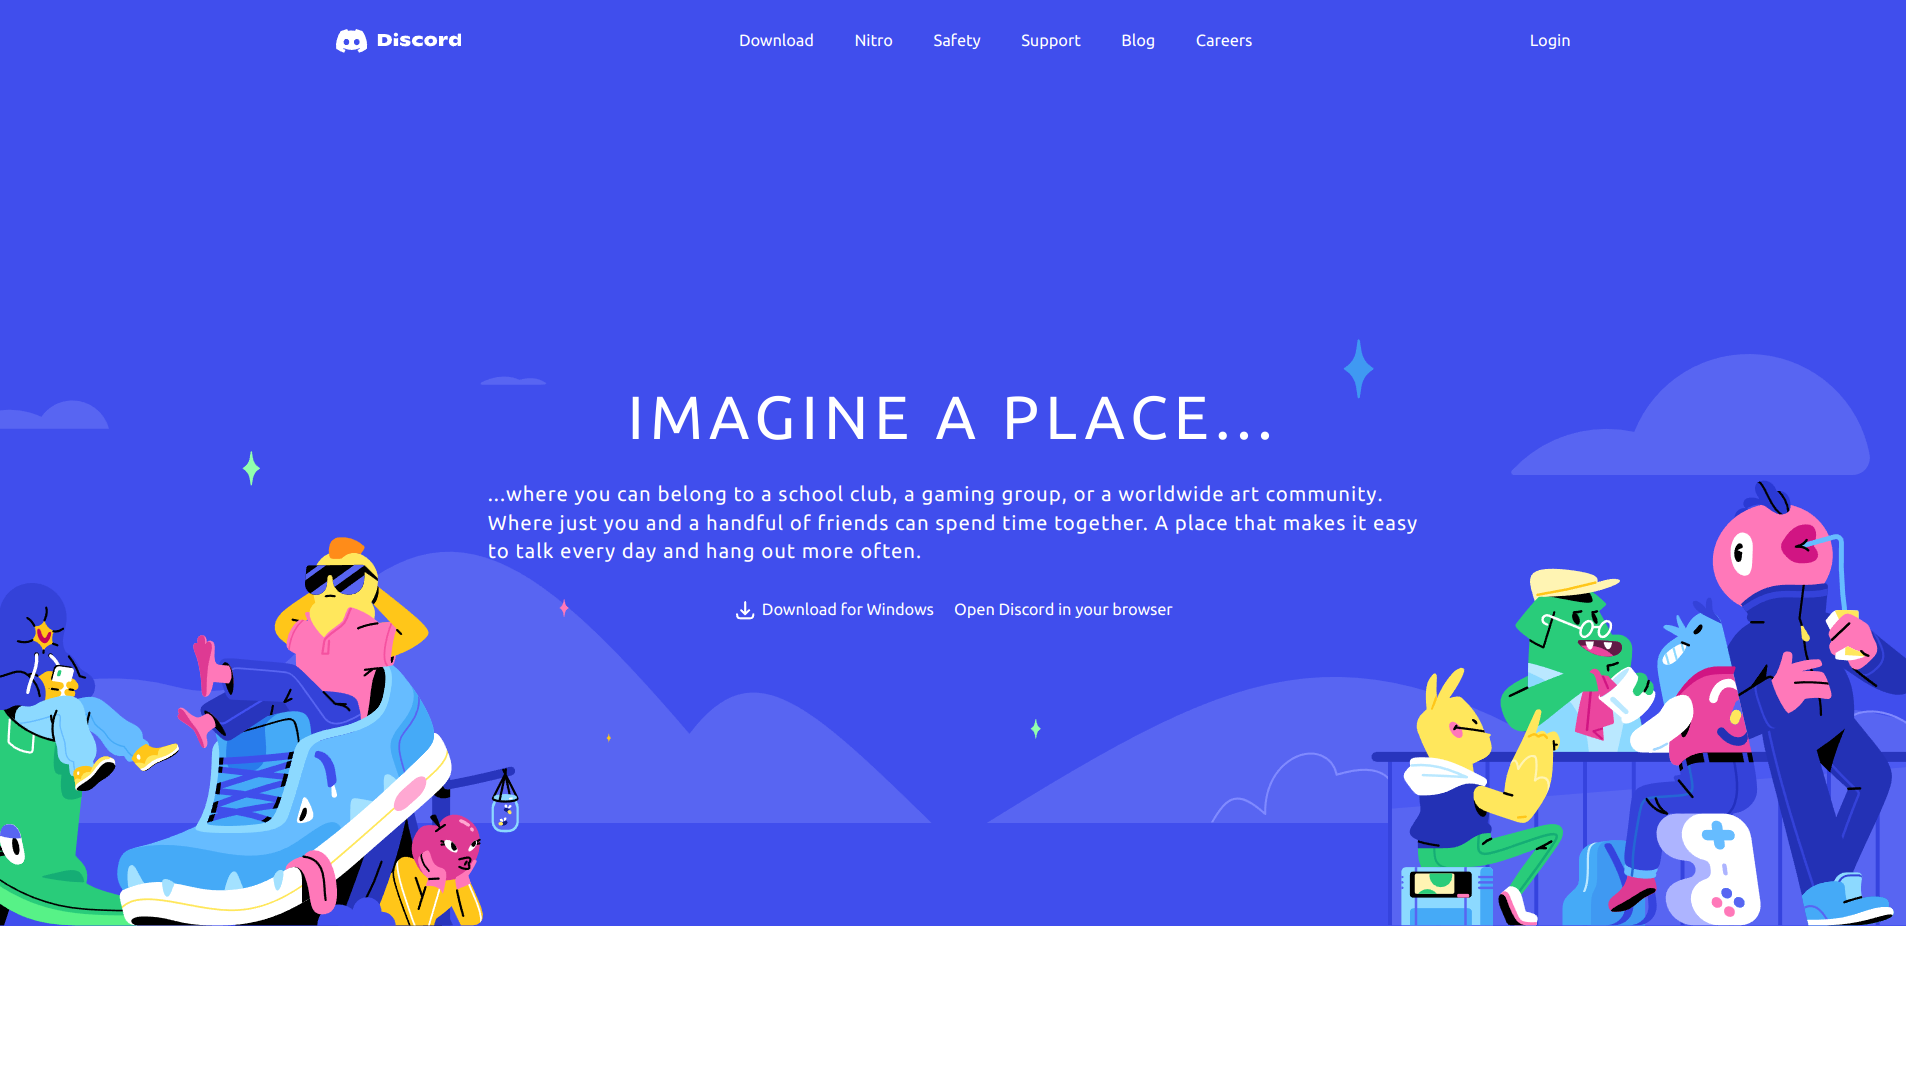 Discord
Download Nitro Safety Support Blog Careers
Login
IMAGINE A PLACE...
...where you can belong to a school club, a gaming group, or a worldwide art community.
Where just you and a handful of friends can spend time together. A place that makes it easy
to talk every day and hang out more often.
Download for Windows
Open Discord in your browser